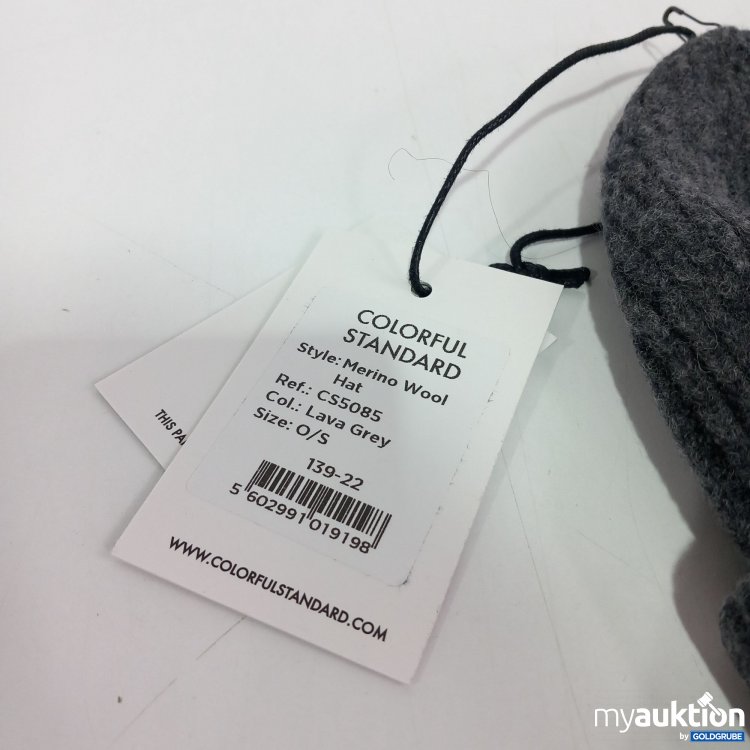 COLORFUL
STANDARD
Style: Merino Wool
Hat
Ref.: CS5085
Col.: Lava Grey
Size: O/S
139-22
5 602991 019198
WWW.COLORFULSTANDARD.COM
THIS
myauktion
by GOLDGRUBE